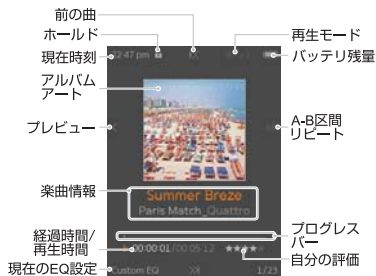 前の曲
ホールド
再生モード
現在時刻
02:47 pm
バッテリ残量
アルバム
アート
プレビュー
A-B区間
リピート
楽曲情報
Summer Breze
Paris Match_Quattro
経過時間/
再生時間
00:00:01/00:05:12
プログレス
バー
自分の評価
現在のEQ設定
Custom EQ
1/23